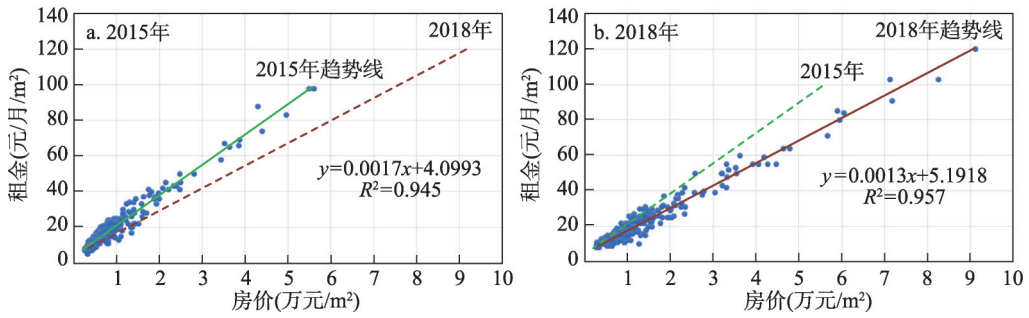 a. 2015年
2018年
2015年趋势线
y=0.0017x+4.0993
R²=0.945
租金(元/月/m²)
140
120
100
80
60
40
20
0
1 2 3 4 5 6 7 8 9 10
房价(万元/m²)
b. 2018年
2018年趋势线
2015年
y=0.0013x+5.1918
R²=0.957
租金(元/月/m²)
140
120
100
80
60
40
20
0
1 2 3 4 5 6 7 8 9 10
房价(万元/m²)